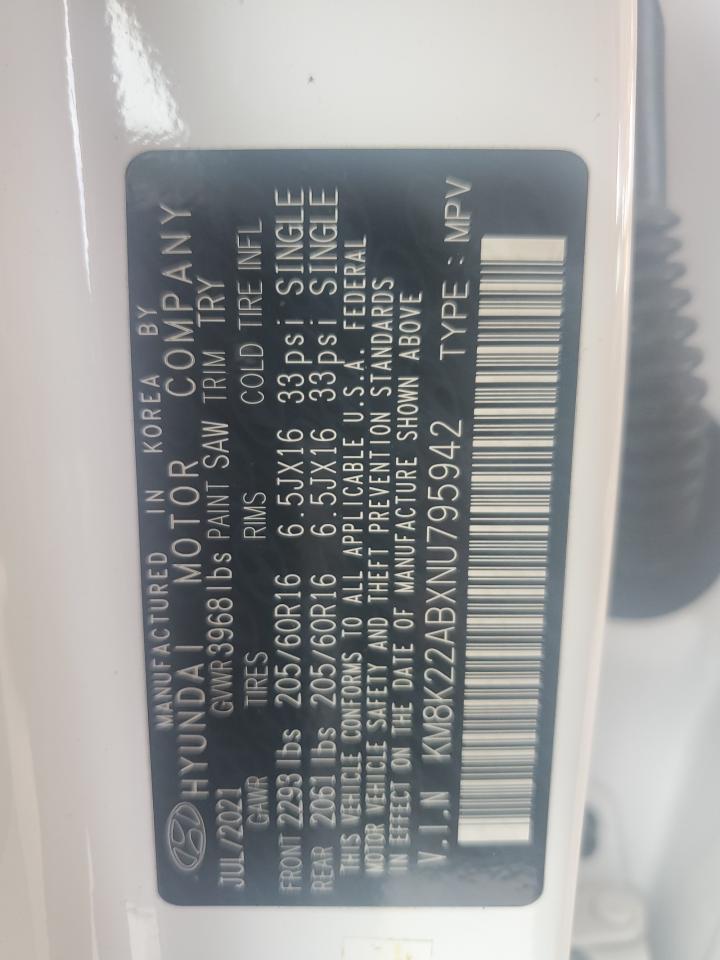 MANUFACTURED IN KOREA BY
HYUNDAI MOTOR COMPANY
JUL/2021 GVWR 3968 lbs PAINT SAW TRIM TRY
GAWR TIRES RIMS COLD TIRE INFL
FRONT 2293 lbs 205/60R16 6.5JX16 33psi SINGLE
REAR 2061 lbs 205/60R16 6.5JX16 33psi SINGLE
THIS VEHICLE CONFORMS TO ALL APPLICABLE U.S.A. FEDERAL
MOTOR VEHICLE SAFETY AND THEFT PREVENTION STANDARDS
IN EFFECT ON THE DATE OF MANUFACTURE SHOWN ABOVE
V.I.N KM8K22ABXNU795942 TYPE : MPV